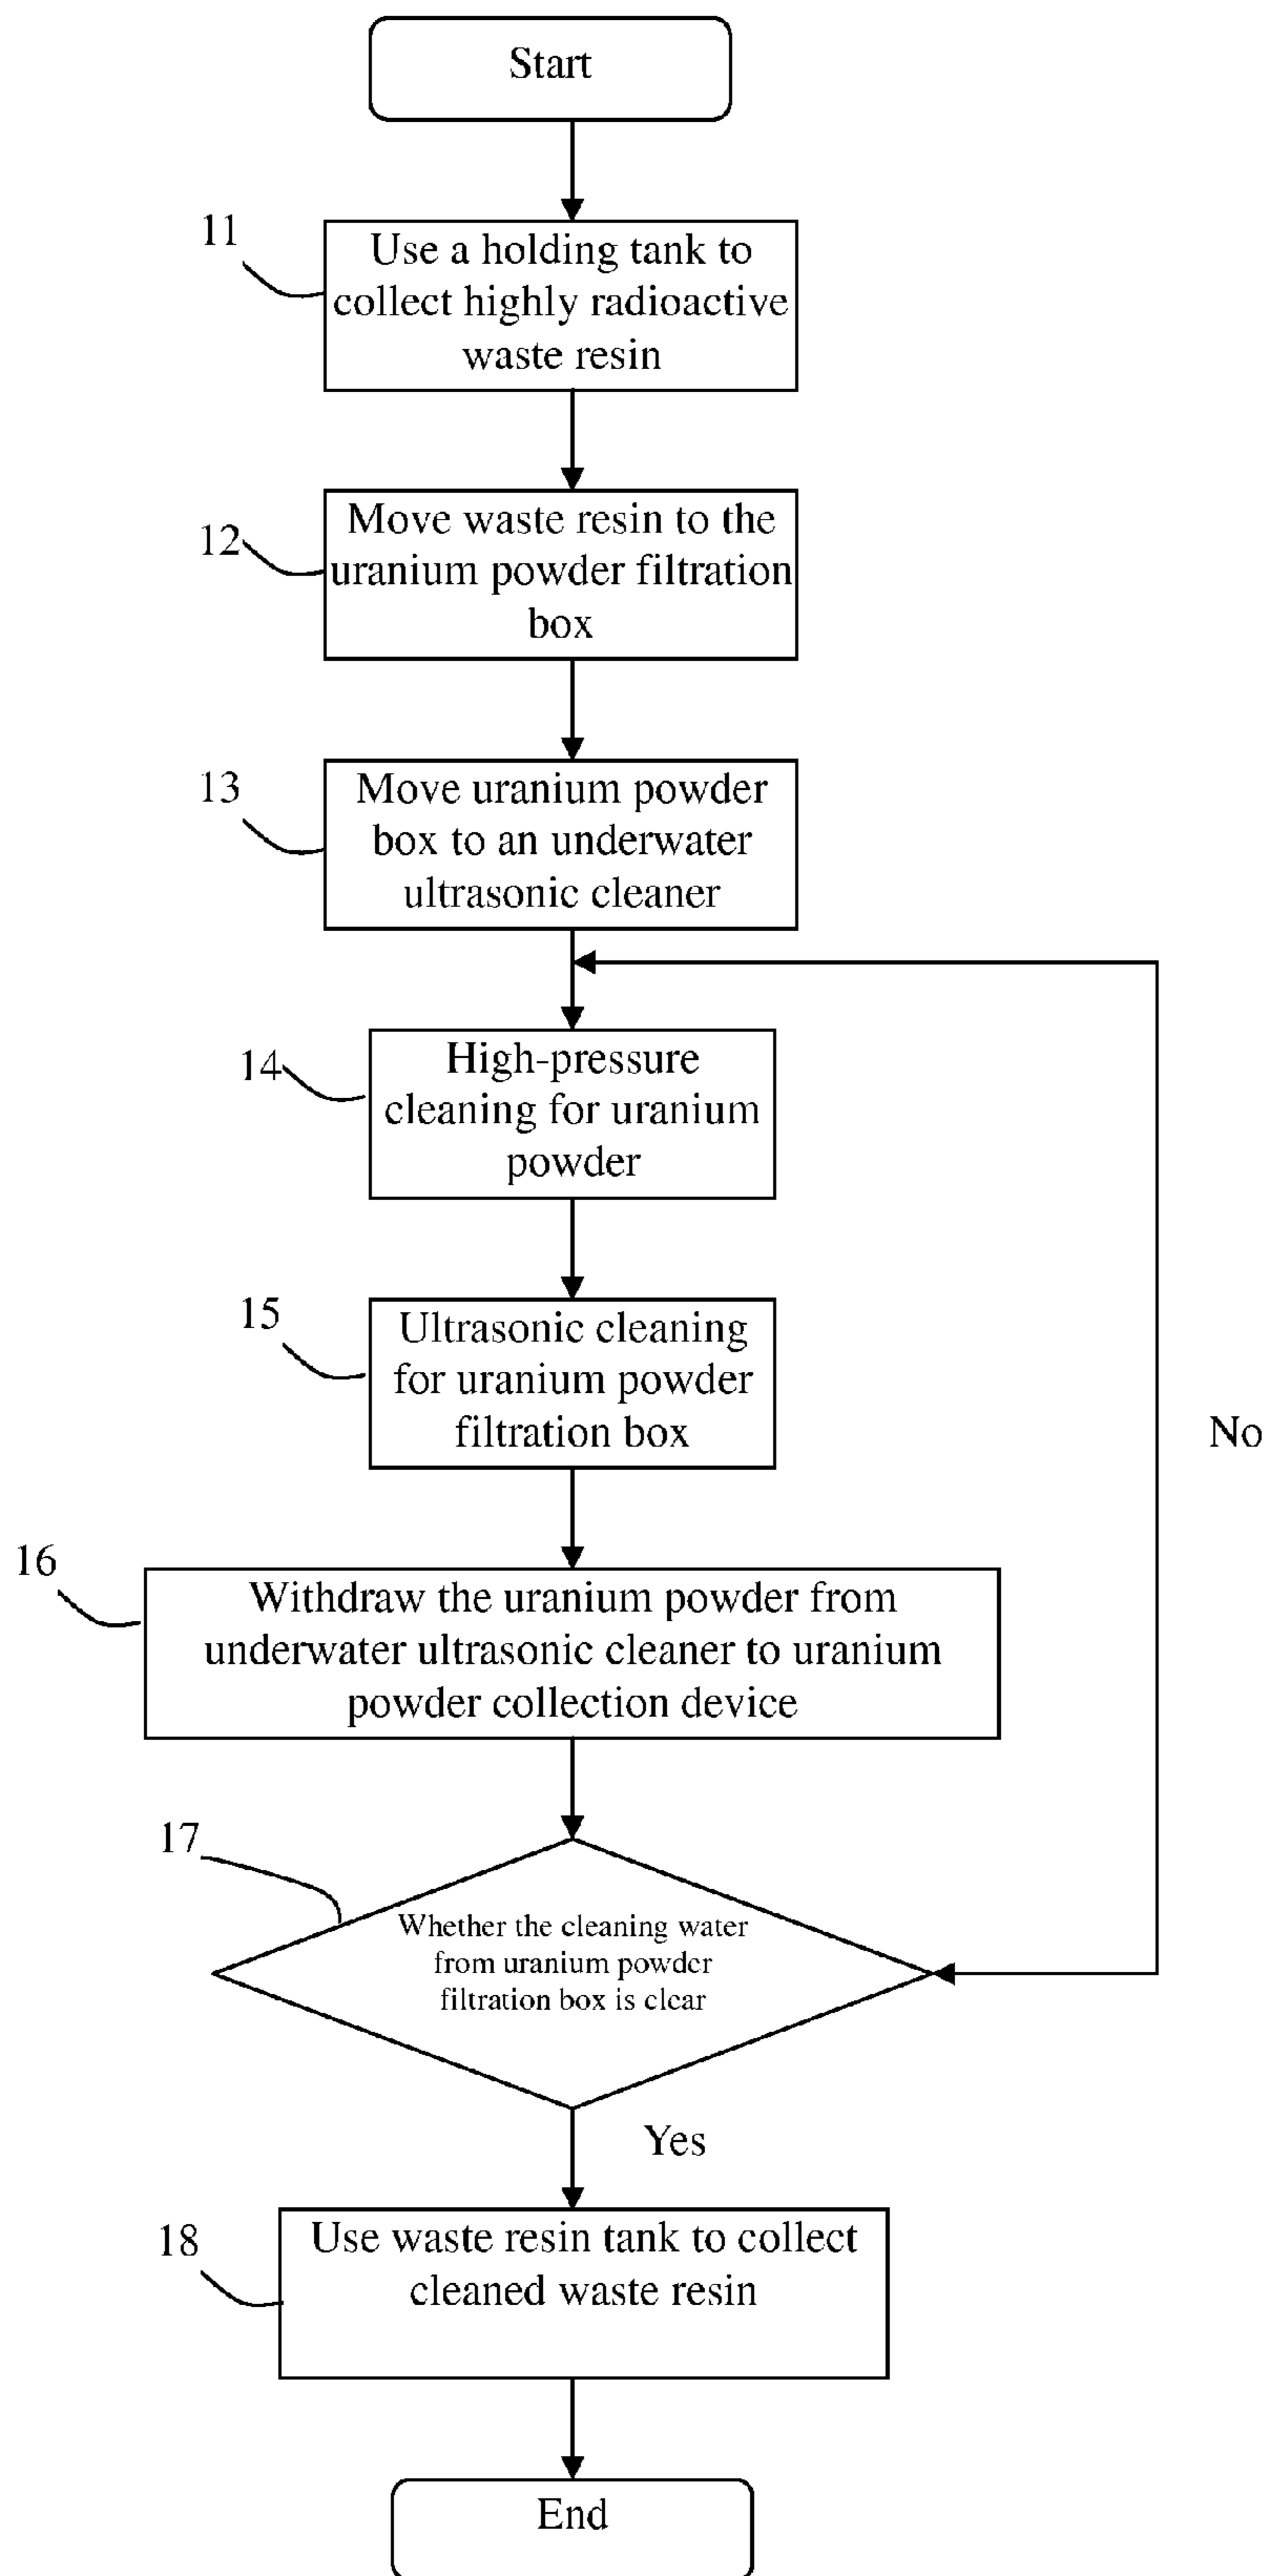 Start
11
Use a holding tank to
collect highly radioactive
waste resin
12
Move waste resin to the
uranium powder filtration
box
13
Move uranium powder
box to an underwater
ultrasonic cleaner
14
High-pressure
cleaning for uranium
powder
15
Ultrasonic cleaning
for uranium powder
filtration box
No
16
Withdraw the uranium powder from
underwater ultrasonic cleaner to uranium
powder collection device
17
Whether the cleaning water
from uranium powder
filtration box is clear
Yes
18
Use waste resin tank to collect
cleaned waste resin
End